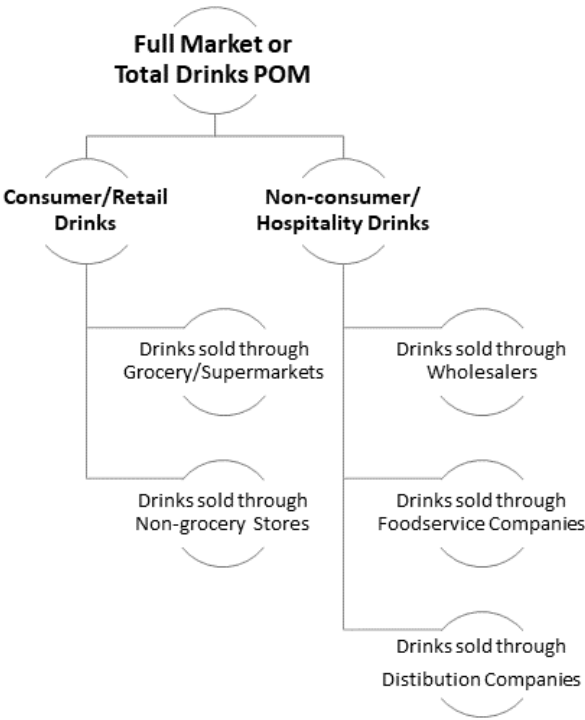 Full Market or
Total Drinks POM
Consumer/Retail
Drinks
Non-consumer/
Hospitality Drinks
Drinks sold through
Grocery/Supermarkets
Drinks sold through
Wholesalers
Drinks sold through
Non-grocery Stores
Drinks sold through
Foodservice Companies
Drinks sold through
Distibution Companies